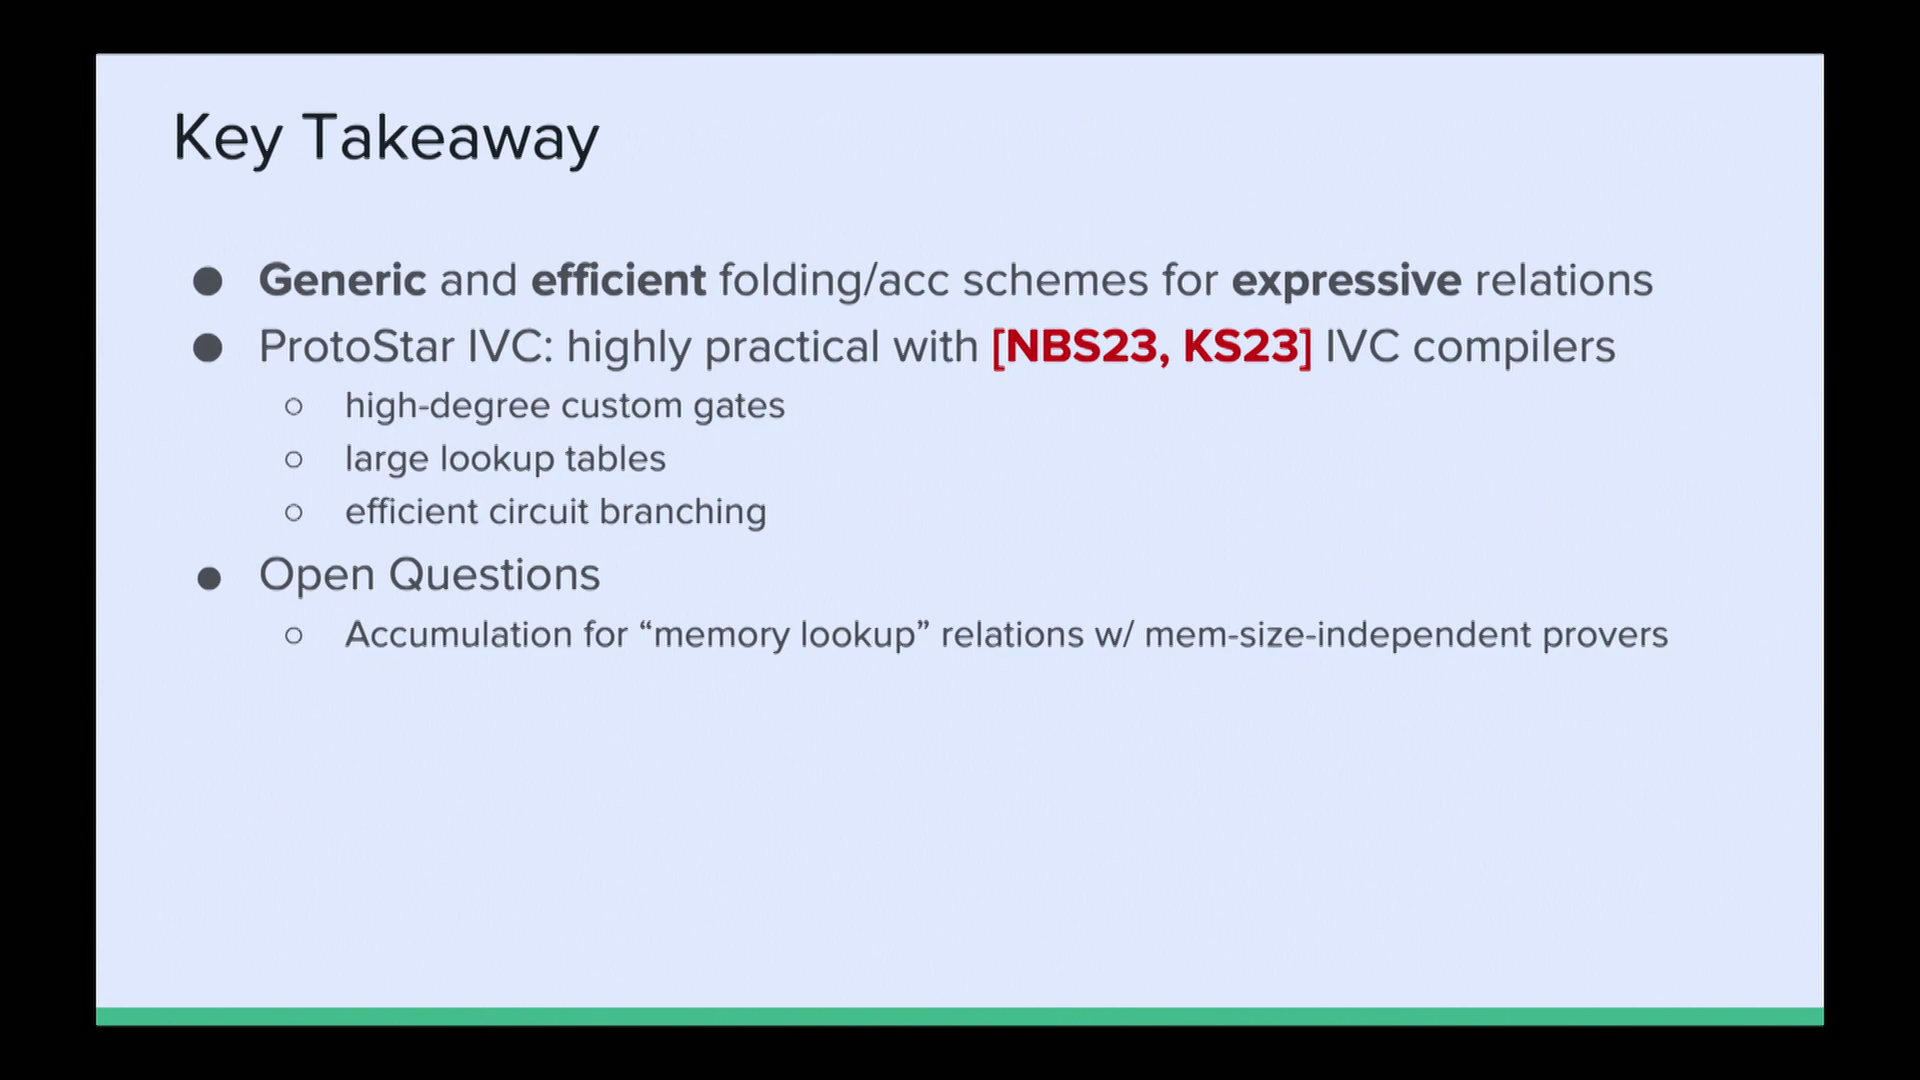 Key Takeaway
● Generic and efficient folding/acc schemes for expressive relations
● ProtoStar IVC: highly practical with [NBS23, KS23] IVC compilers
○ high-degree custom gates
○ large lookup tables
○ efficient circuit branching
● Open Questions
○ Accumulation for “memory lookup” relations w/ mem-size-independent provers